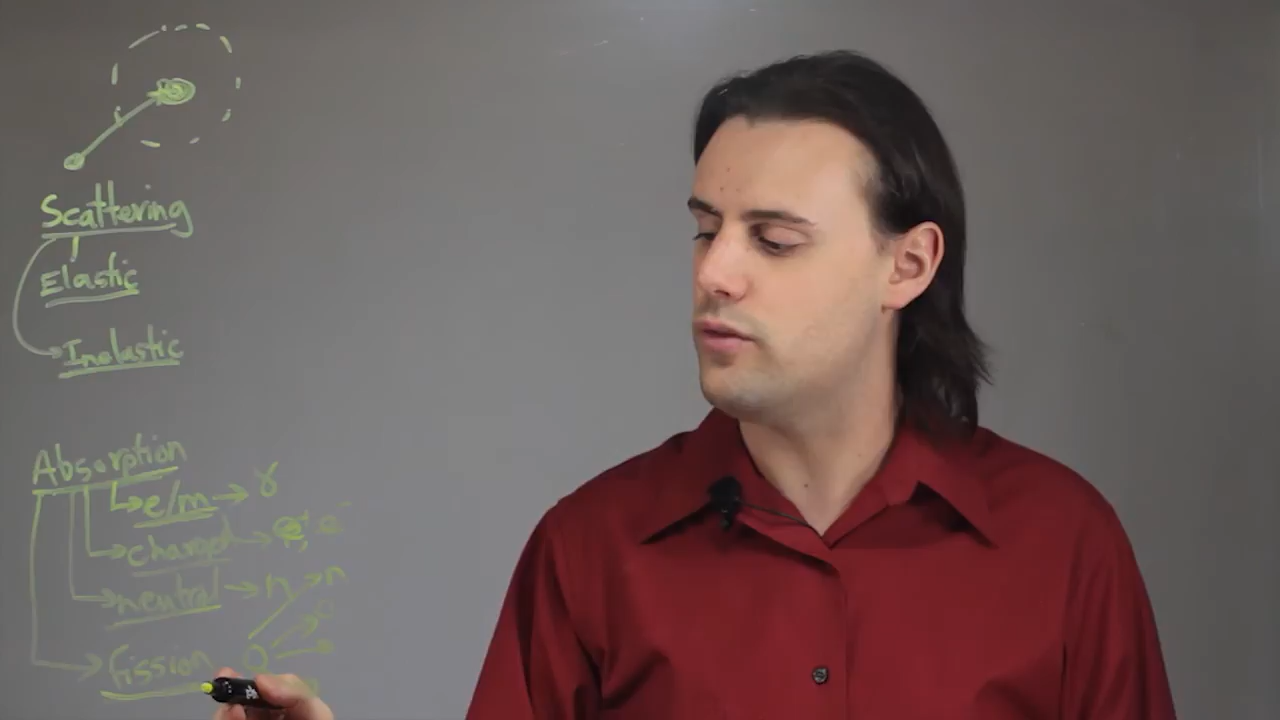 Scattering
Elastic
Inelastic
Absorption
e/m → γ
charged →
neutral → n
n
fission